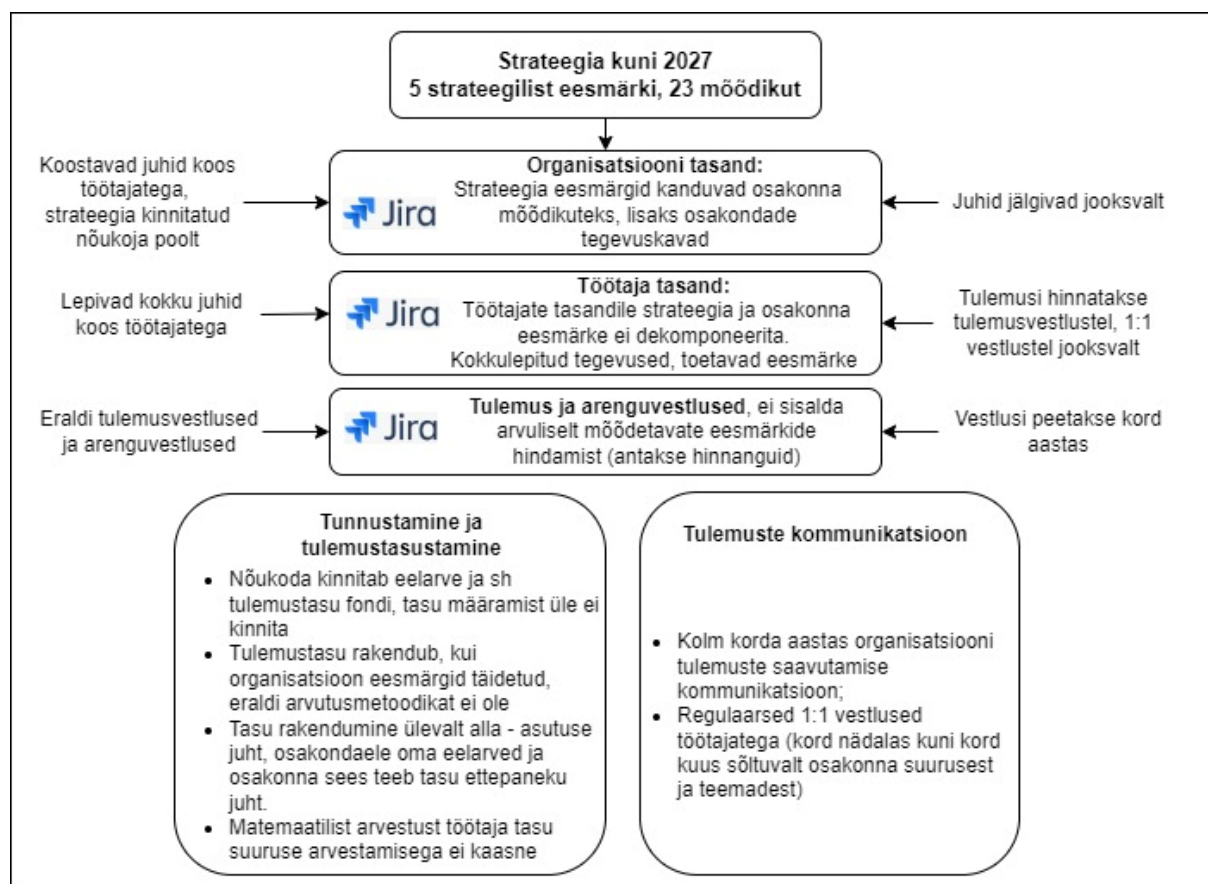 Strateegia kuni 2027
5 strateegilist eesmärki, 23 mõõdikut
Koostavad juhid koos
töötajatega,
strateegia kinnitatud
nõukoja poolt
Jira
Organisatsiooni tasand:
Strateegia eesmärgid kanduvad osakonna
mõõdikuteks, lisaks osakondade
tegevuskavad
Juhid jälgivad jooksvalt
Lepivad kokku juhid
koos töötajatega
Jira
Töötaja tasand:
Töötajate tasandile strateegia ja osakonna
eesmärke ei dekomponeerita.
Kokkulepitud tegevused, toetavad eesmärke
Tulemusi hinnatakse
tulemusvestlustel, 1:1
vestlustel jooksvalt
Eraldi tulemusvestlused
ja arenguvestlused
Jira
Tulemus ja arenguvestlused, ei sisalda
arvuliselt mõõdetavate eesmärkide
hindamist (antakse hinnanguid)
Vestlusi peetakse kord
aastas
Tunnustamine ja
tulemustasustamine
• Nõukoda kinnitab eelarve ja sh
tulemustasu fondi, tasu määramist üle ei
kinnita
• Tulemustasu rakendub, kui
organisatsioon eesmärgid täidetud,
eraldi arvutusmetoodikat ei ole
• Tasu rakendumine ülevalt alla - asutuse
juht, osakondaele oma eelarved ja
osakonna sees teeb tasu ettepaneku
juht.
• Matemaatilist arvestust töötaja tasu
suuruse arvestamisega ei kaasne
Tulemuste kommunikatsioon
• Kolm korda aastas organisatsiooni
tulemuste saavutamise
kommunikatsioon;
• Regulaarsed 1:1 vestlused
töötajatega (kord nädalas kuni kord
kuus sõltuvalt osakonna suurusest
ja teemadest)